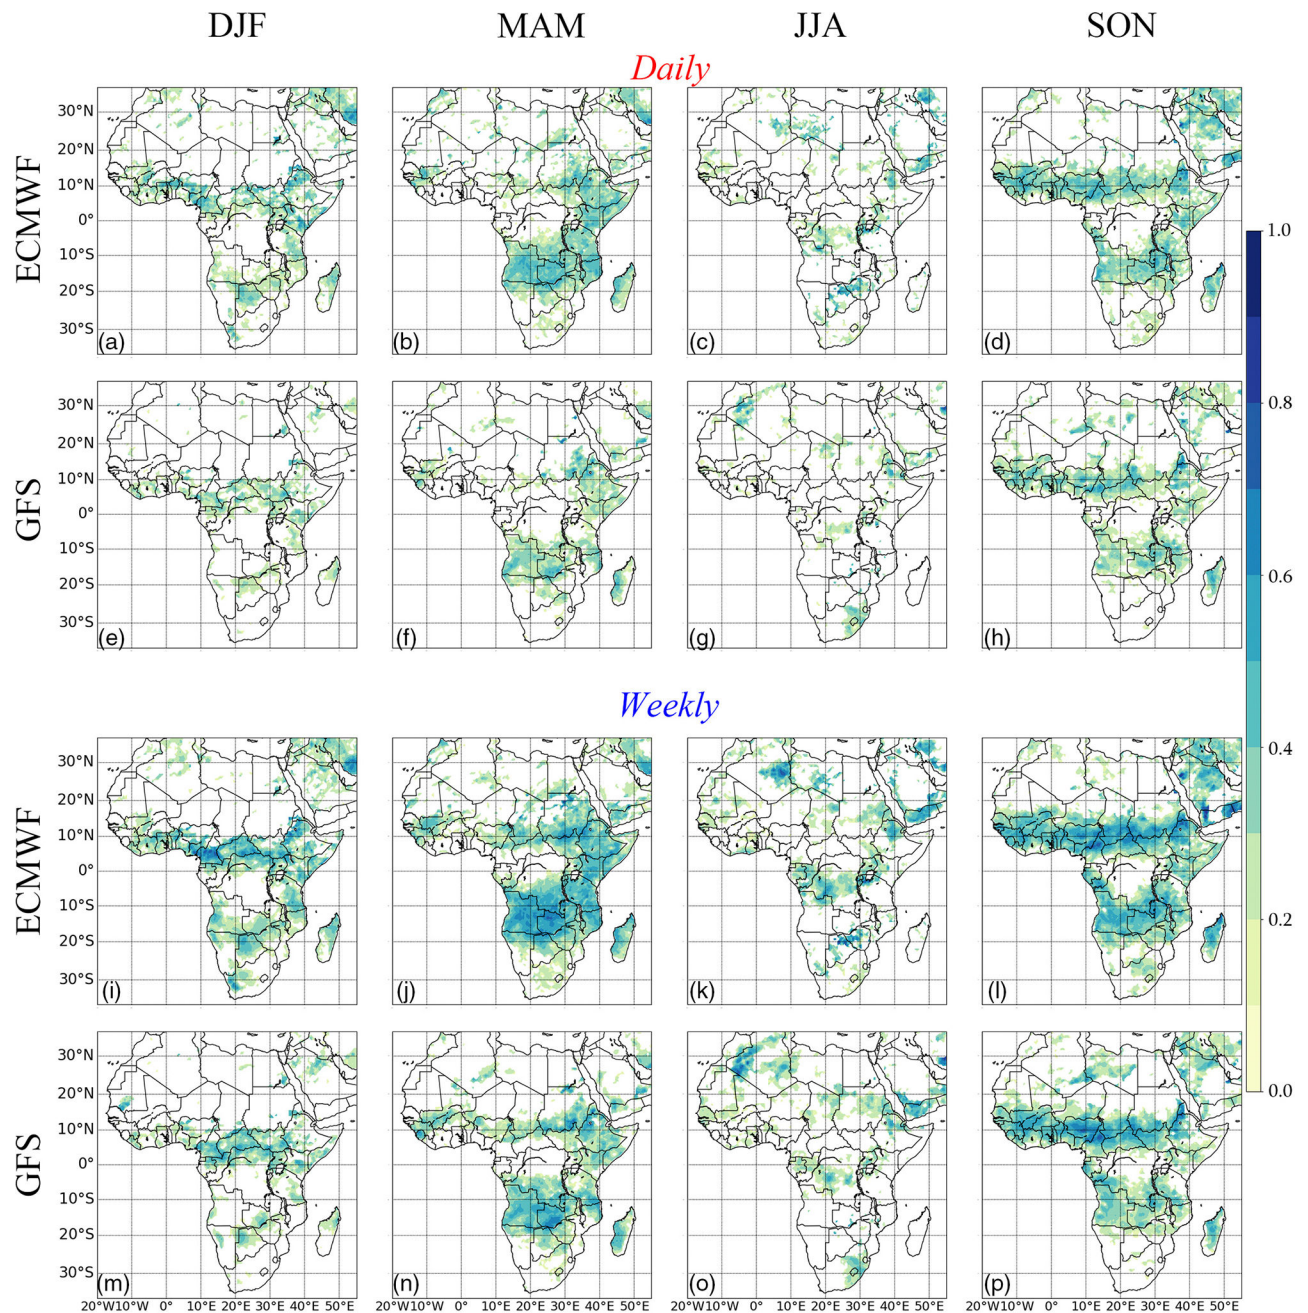 DJF MAM JJA SON
Daily
ECMWF
30°N
20°N
10°N
0°
10°S
20°S
30°S
(a) (b) (c) (d)
1.0
0.8
0.6
0.4
0.2
0.0
GFS
30°N
20°N
10°N
0°
10°S
20°S
30°S
(e) (f) (g) (h)
Weekly
ECMWF
30°N
20°N
10°N
0°
10°S
20°S
30°S
(i) (j) (k) (l)
GFS
30°N
20°N
10°N
0°
10°S
20°S
30°S
(m) (n) (o) (p)
20°W10°W 0° 10°E 20°E 30°E 40°E 50°E 20°W10°W 0° 10°E 20°E 30°E 40°E 50°E 20°W10°W 0° 10°E 20°E 30°E 40°E 50°E 20°W10°W 0° 10°E 20°E 30°E 40°E 50°E